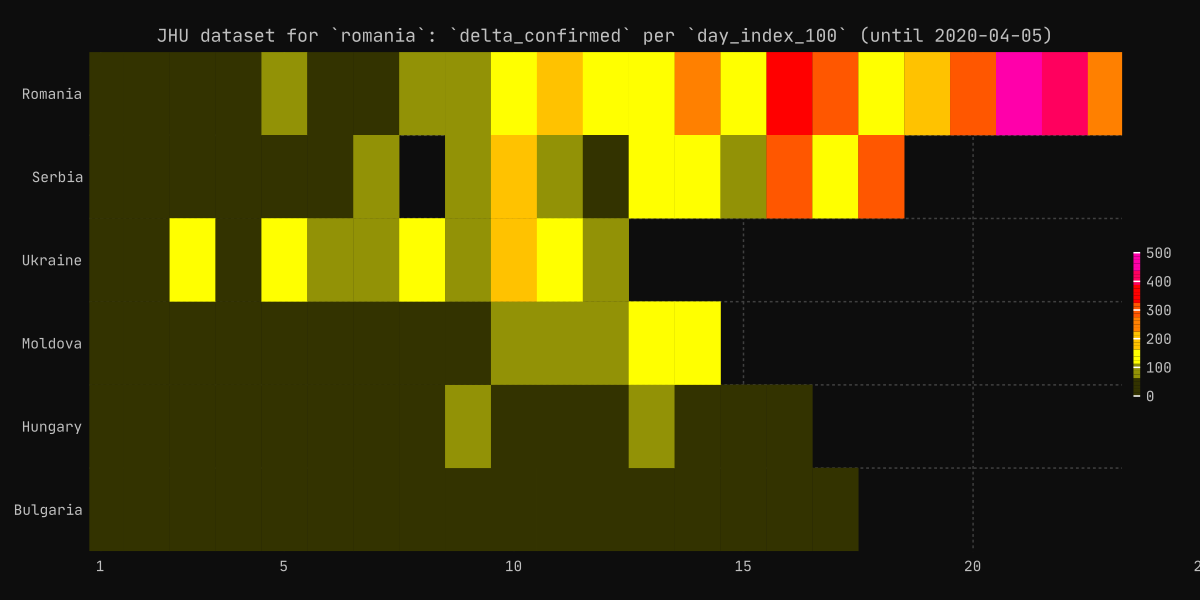 JHU dataset for `romania`: `delta_confirmed` per `day_index_100` (until 2020-04-05)
Romania
Serbia
Ukraine
Moldova
Hungary
Bulgaria
500
400
300
200
100
0
1 5 10 15 20